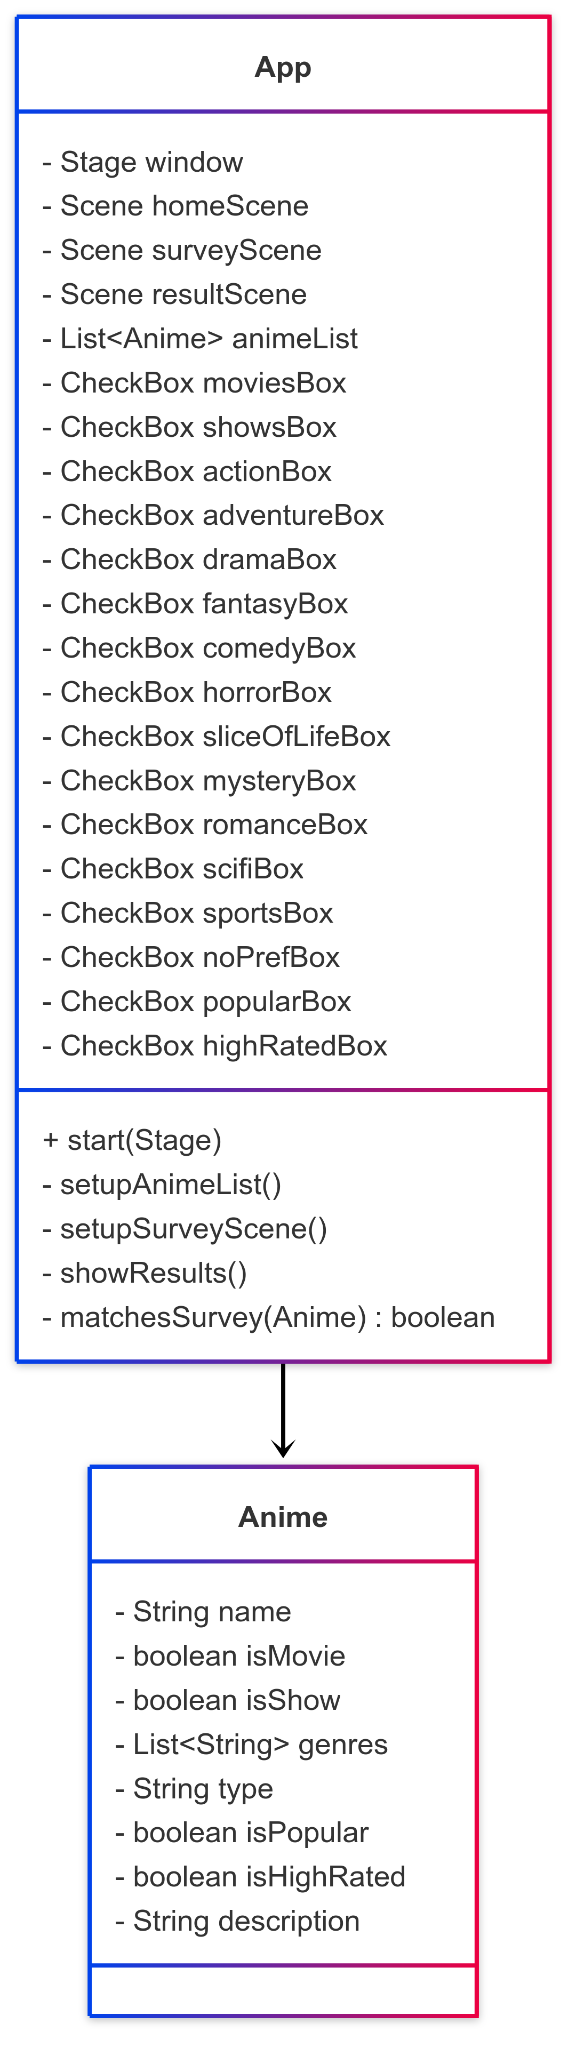 App
- Stage window
- Scene homeScene
- Scene surveyScene
- Scene resultScene
- List<Anime> animeList
- CheckBox moviesBox
- CheckBox showsBox
- CheckBox actionBox
- CheckBox adventureBox
- CheckBox dramaBox
- CheckBox fantasyBox
- CheckBox comedyBox
- CheckBox horrorBox
- CheckBox sliceOfLifeBox
- CheckBox mysteryBox
- CheckBox romanceBox
- CheckBox scifiBox
- CheckBox sportsBox
- CheckBox noPrefBox
- CheckBox popularBox
- CheckBox highRatedBox
+ start(Stage)
- setupAnimeList()
- setupSurveyScene()
- showResults()
- matchesSurvey(Anime) : boolean
Anime
- String name
- boolean isMovie
- boolean isShow
- List<String> genres
- String type
- boolean isPopular
- boolean isHighRated
- String description